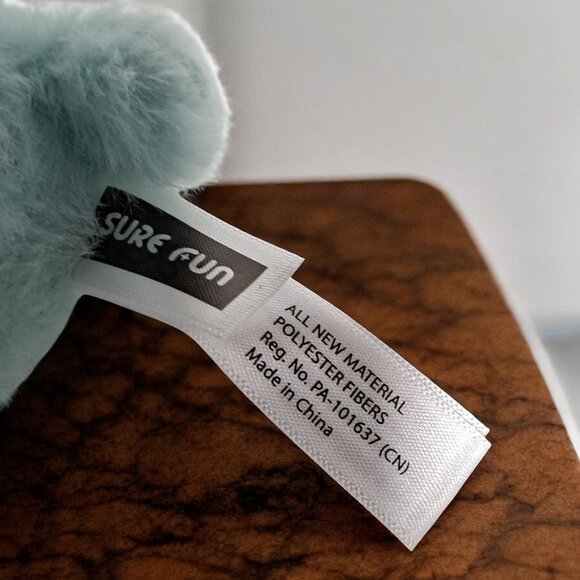 SURE FUN
ALL NEW MATERIAL
POLYESTER FIBERS
Reg. No. PA-101637 (CN)
Made in China